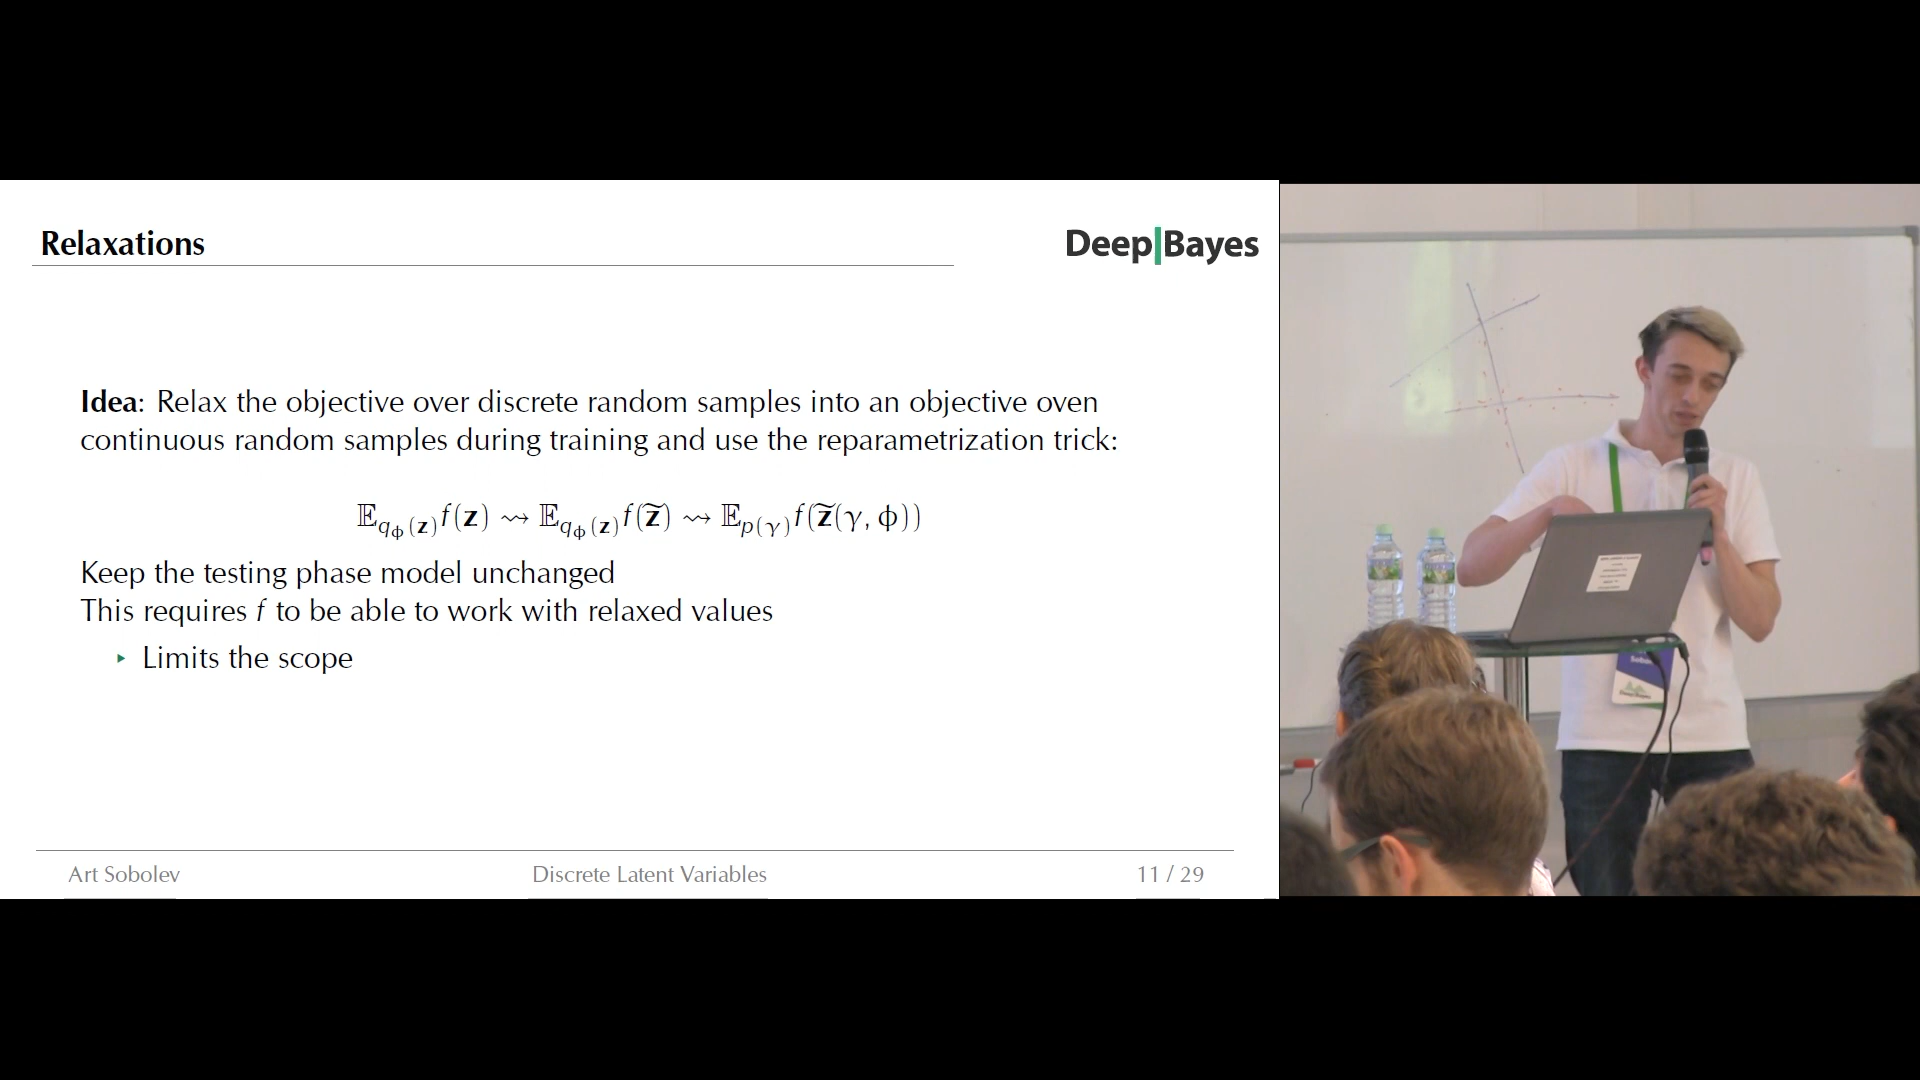 Relaxations
Deep|Bayes
Idea: Relax the objective over discrete random samples into an objective oven
continuous random samples during training and use the reparametrization trick:
𝔼_{q_ϕ(𝐳)} f(𝐳) ⇝ 𝔼_{q_ϕ(𝐳)} f(𝐳̃) ⇝ 𝔼_{p(γ)} f(𝐳̃(γ, ϕ))
Keep the testing phase model unchanged
This requires f to be able to work with relaxed values
▸ Limits the scope
Art Sobolev
Discrete Latent Variables
11 / 29
Deep|Bayes